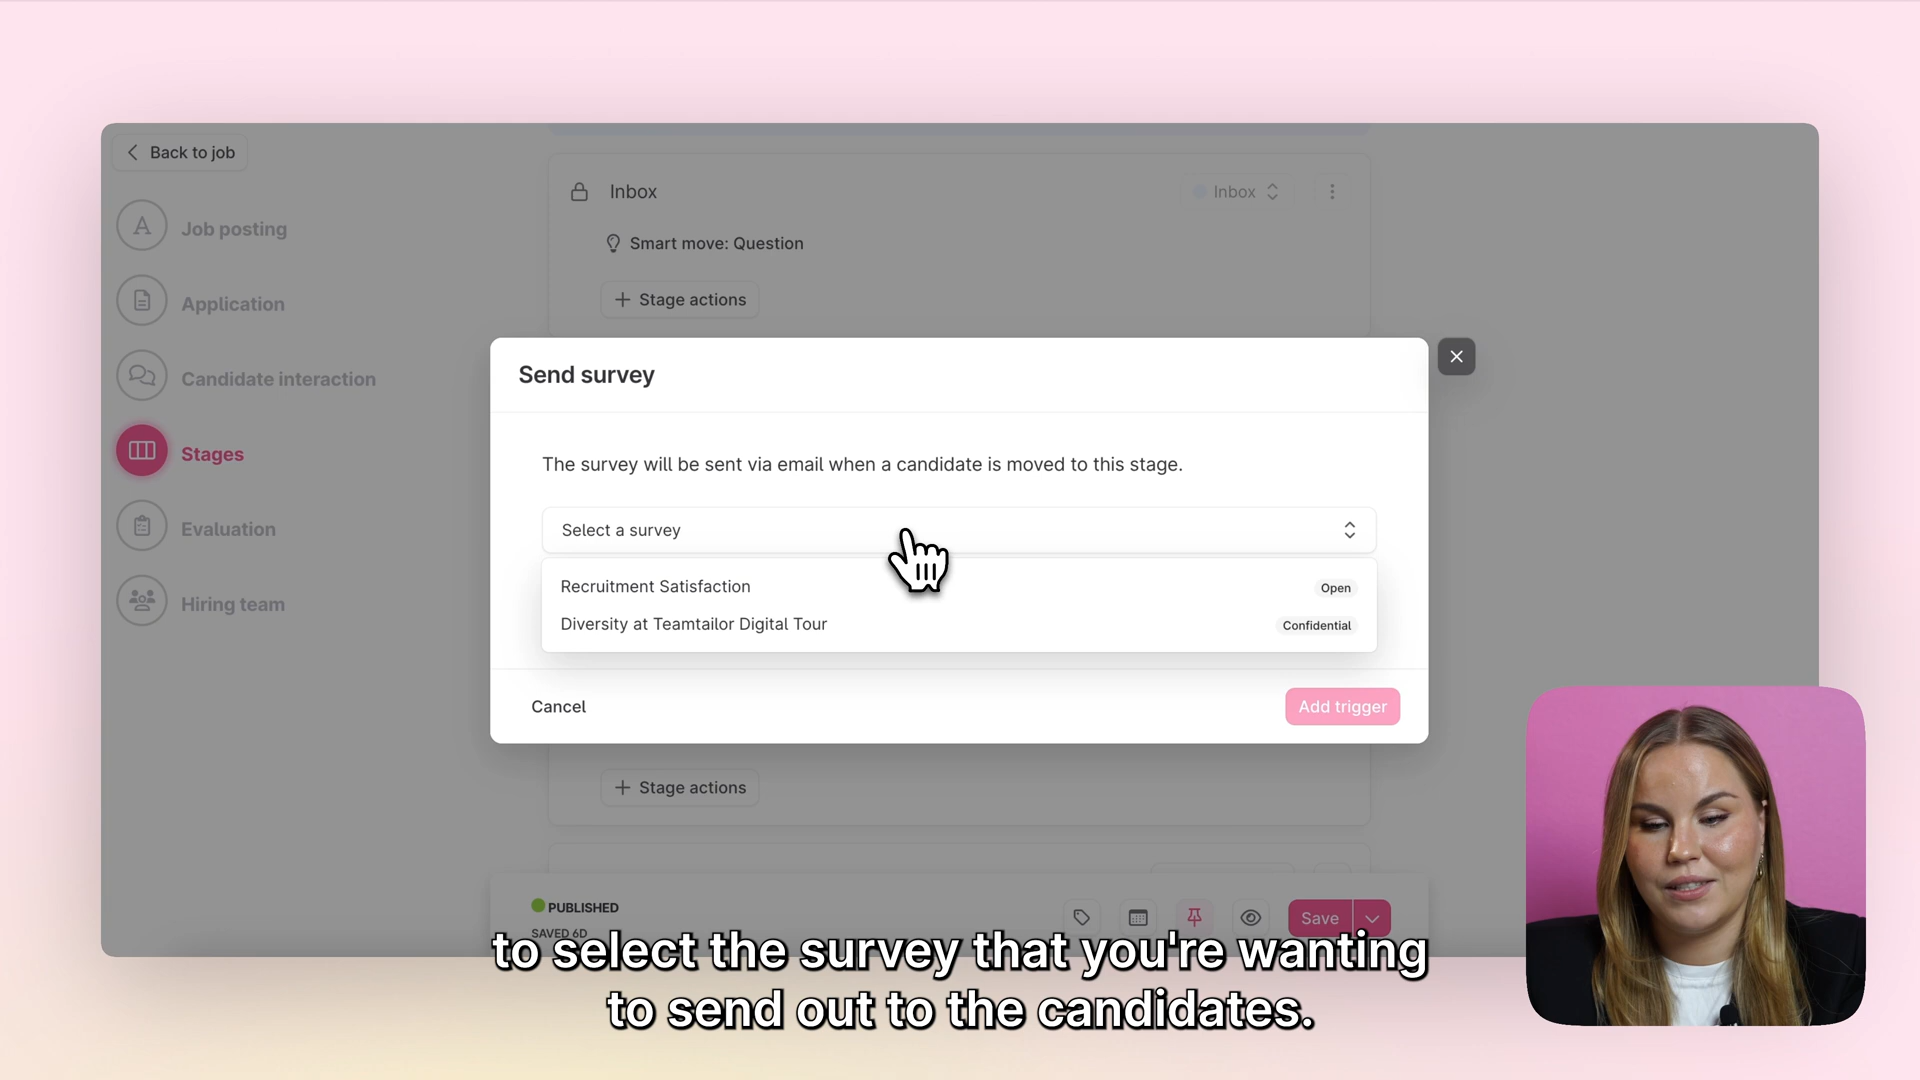 Back to job
Job posting
Application
Candidate interaction
Stages
Evaluation
Hiring team
Inbox
Inbox
Smart move: Question
Stage actions
Send survey
The survey will be sent via email when a candidate is moved to this stage.
Select a survey
Recruitment Satisfaction
Open
Diversity at Teamtailor Digital Tour
Confidential
Cancel
Add trigger
Stage actions
PUBLISHED
SAVED 6D
Save
to select the survey that you're wanting
to send out to the candidates.